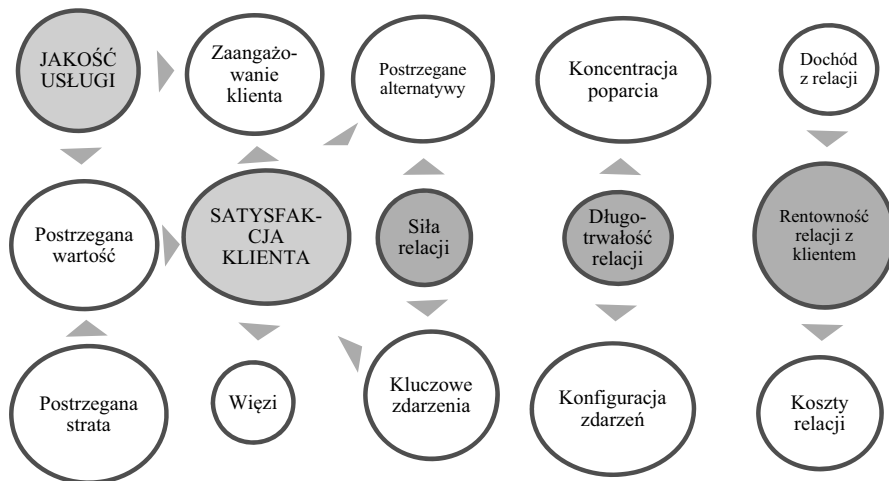 JAKOŚĆ
USŁUGI
Zaangażo-
wanie
klienta
Postrzegane
alternatywy
Koncentracja
poparcia
Dochód
z relacji
Postrzegana
wartość
SATYSFAK-
CJA
KLIENTA
Siła
relacji
Długo-
trwałość
relacji
Rentowność
relacji z
klientem
Postrzegana
strata
Więzi
Kluczowe
zdarzenia
Konfiguracja
zdarzeń
Koszty
relacji